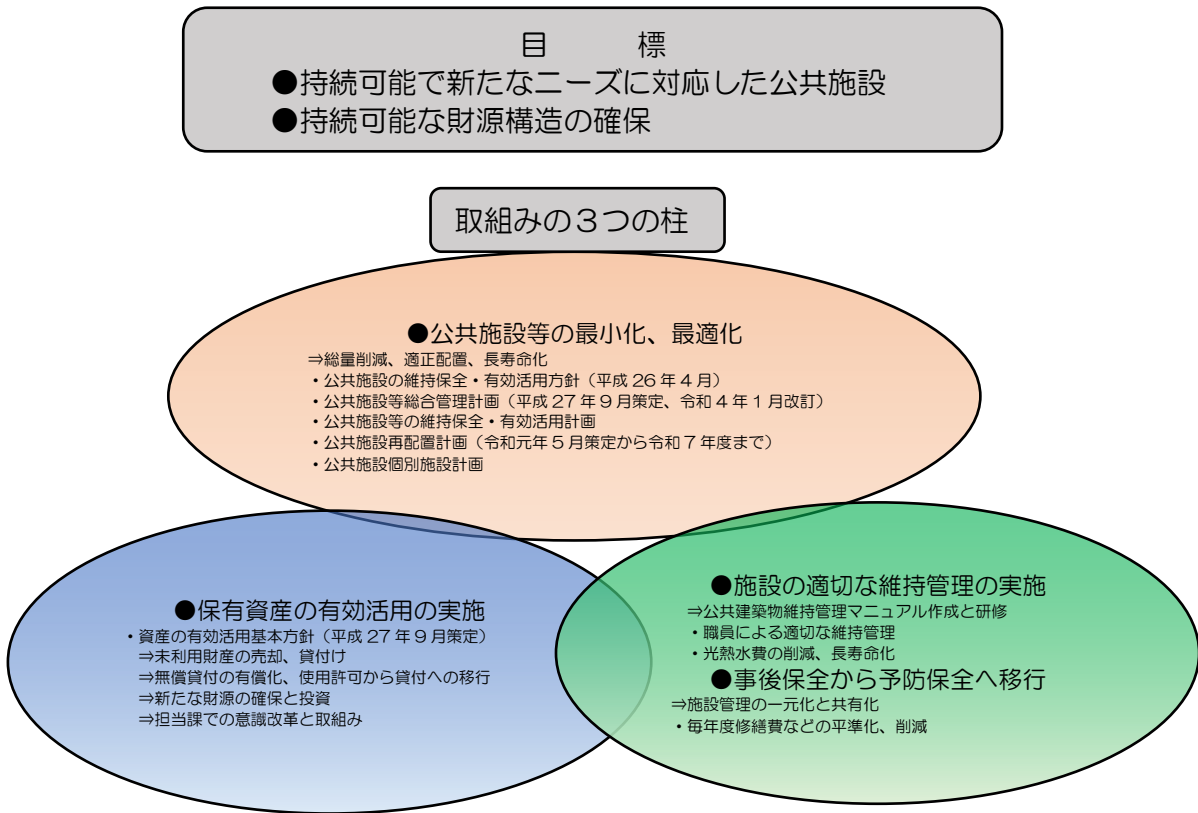 目　　標
●持続可能で新たなニーズに対応した公共施設
●持続可能な財源構造の確保
取組みの３つの柱
●公共施設等の最小化、最適化
⇒総量削減、適正配置、長寿命化
・公共施設の維持保全・有効活用方針（平成 26 年 4 月）
・公共施設等総合管理計画（平成 27 年 9 月策定、令和 4 年 1 月改訂）
・公共施設等の維持保全・有効活用計画
・公共施設再配置計画（令和元年 5 月策定から令和 7 年度まで）
・公共施設個別施設計画
●保有資産の有効活用の実施
・資産の有効活用基本方針（平成 27 年 9 月策定）
⇒未利用財産の売却、貸付け
⇒無償貸付の有償化、使用許可から貸付への移行
⇒新たな財源の確保と投資
⇒担当課での意識改革と取組み
●施設の適切な維持管理の実施
⇒公共建築物維持管理マニュアル作成と研修
・職員による適切な維持管理
・光熱水費の削減、長寿命化
●事後保全から予防保全へ移行
⇒施設管理の一元化と共有化
・毎年度修繕費などの平準化、削減